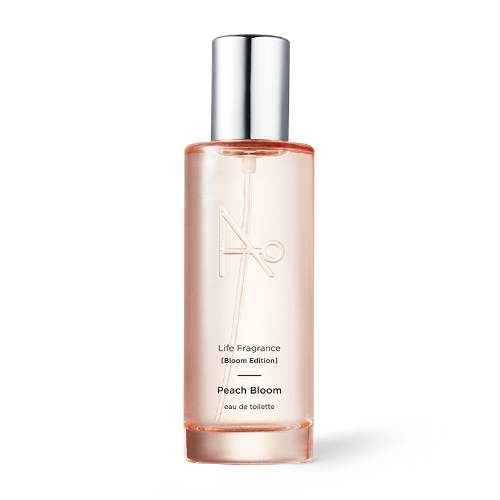 Life Fragrance
[Bloom Edition]
Peach Bloom
eau de toilette